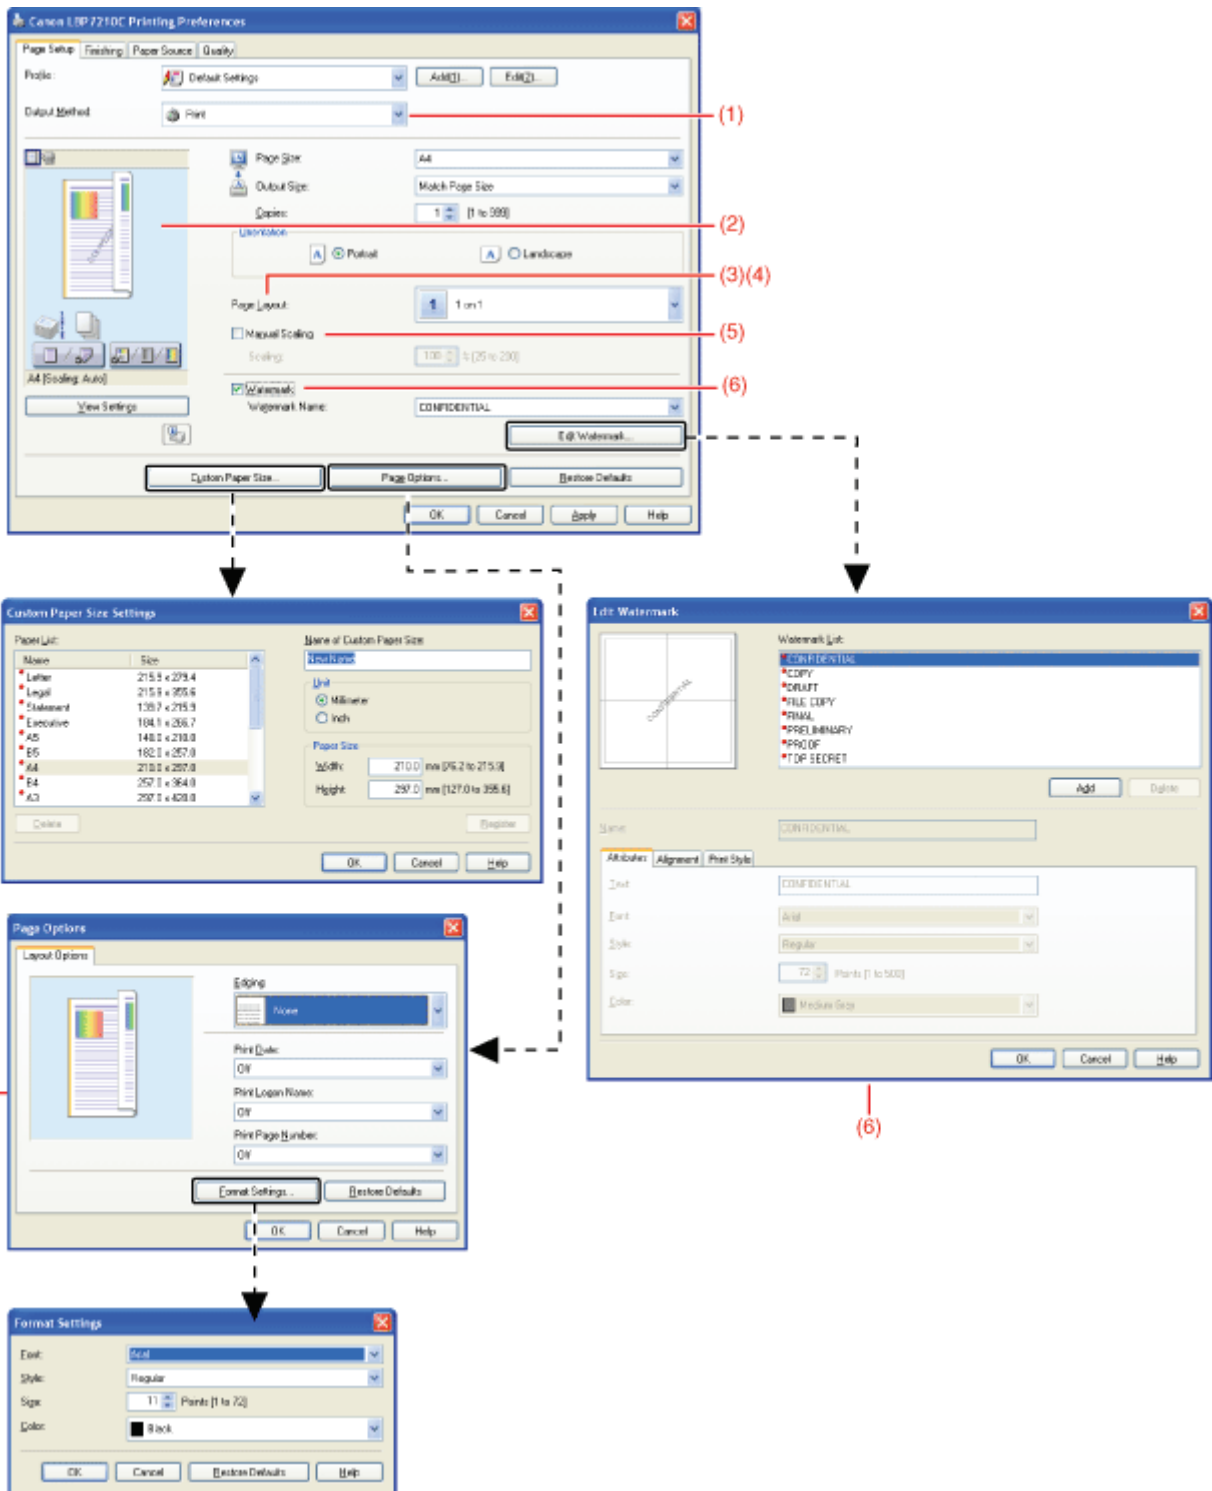 Canon LBP7210C Printing Preferences
Page Setup Finishing Paper Source Quality
Profile: Default Settings Add(1)... Edit(2)...
Output Method: Print
(1)
Page Size: A4
Output Size: Match Page Size
Copies: 1 [1 to 999]
(2)
Orientation
A Portrait A Landscape
(3)(4)
Page Layout: 1 1 on 1
Manual Scaling
(5)
Scaling: 100 % [25 to 200]
A4 [Scaling: Auto]
Watermark
(6)
View Settings
Watermark Name: CONFIDENTIAL
Edit Watermark...
Custom Paper Size... Page Options... Restore Defaults
OK Cancel Apply Help
Custom Paper Size Settings
Paper List:
Name Size
Letter 215.9 x 279.4
Legal 215.9 x 355.6
Statement 139.7 x 215.9
Executive 184.1 x 266.7
A5 148.0 x 210.0
B5 182.0 x 257.0
A4 210.0 x 297.0
B4 257.0 x 364.0
A3 297.0 x 420.0
Name of Custom Paper Size:
New Name
Unit
Millimeter
Inch
Paper Size
Width: 210.0 mm [76.2 to 215.9]
Height: 297.0 mm [127.0 to 355.6]
Delete Register
OK Cancel Help
Edit Watermark
CONFIDENTIAL
Watermark List:
*CONFIDENTIAL
*COPY
*DRAFT
*FILE COPY
*FINAL
*PRELIMINARY
*PROOF
*TOP SECRET
Add Delete
Name: CONFIDENTIAL
Attributes Alignment Print Style
Text: CONFIDENTIAL
Font: Arial
Style: Regular
Size: 72 Points [1 to 500]
Color: Medium Gray
OK Cancel Help
(6)
Page Options
Layout Options
Edging:
None
Print Date:
Off
Print Logon Name:
Off
Print Page Number:
Off
Format Settings... Restore Defaults
OK Cancel Help
Format Settings
Font: Arial
Style: Regular
Size: 11 Points [1 to 72]
Color: Black
OK Cancel Restore Defaults Help